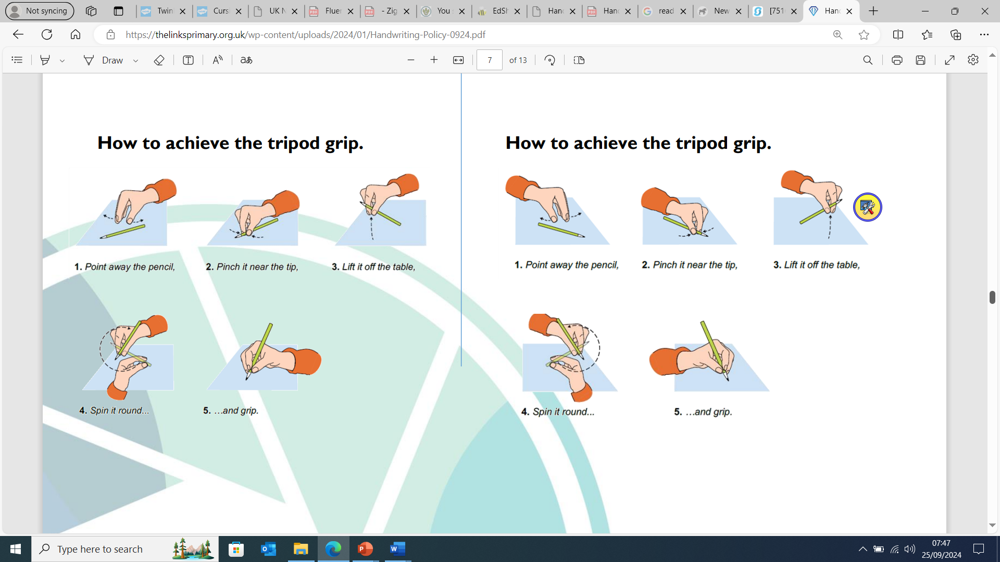 Not syncing
Twin
Cursi
UK N
Fluer
- Zig
You
EdSh
Hand
Hand
read
New
[751
Hand
https://thelinksprimary.org.uk/wp-content/uploads/2024/01/Handwriting-Policy-0924.pdf
Draw
7 of 13
How to achieve the tripod grip.
1. Point away the pencil,
2. Pinch it near the tip,
3. Lift it off the table,
4. Spin it round...
5. ...and grip.
How to achieve the tripod grip.
1. Point away the pencil,
2. Pinch it near the tip,
3. Lift it off the table,
4. Spin it round...
5. ...and grip.
Type here to search
07:47
25/09/2024